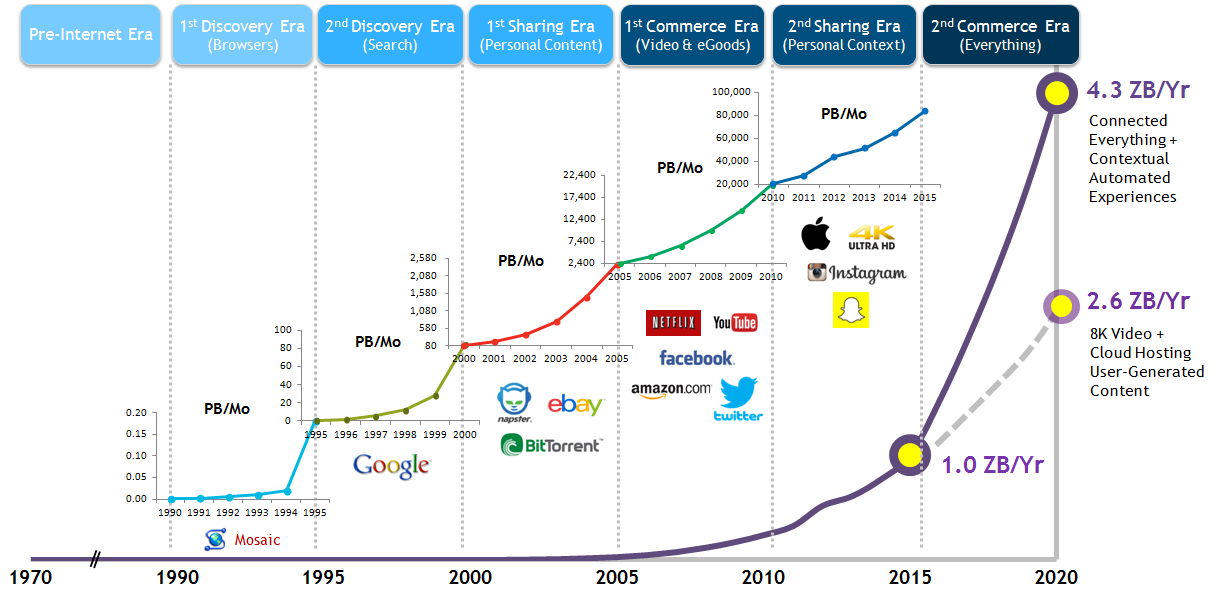 Pre-Internet Era
1st Discovery Era
(Browsers)
2nd Discovery Era
(Search)
1st Sharing Era
(Personal Content)
1st Commerce Era
(Video & eGoods)
2nd Sharing Era
(Personal Context)
2nd Commerce Era
(Everything)
4.3 ZB/Yr
Connected
Everything +
Contextual
Automated
Experiences
PB/Mo
100,000
80,000
60,000
40,000
20,000
2010 2011 2012 2013 2014 2015
4K
ULTRA HD
Instagram
PB/Mo
22,400
17,400
12,400
7,400
2,400
2005 2006 2007 2008 2009 2010
NETFLIX
YouTube
facebook.
amazon.com
twitter
PB/Mo
2,580
2,080
1,580
1,080
580
80
2000 2001 2002 2003 2004 2005
napster.
ebay
BitTorrent™
PB/Mo
100
80
60
40
20
0
1995 1996 1997 1998 1999 2000
Google
PB/Mo
0.20
0.15
0.10
0.05
0.00
1990 1991 1992 1993 1994 1995
Mosaic
2.6 ZB/Yr
8K Video +
Cloud Hosting
User-Generated
Content
1.0 ZB/Yr
1970 1990 1995 2000 2005 2010 2015 2020